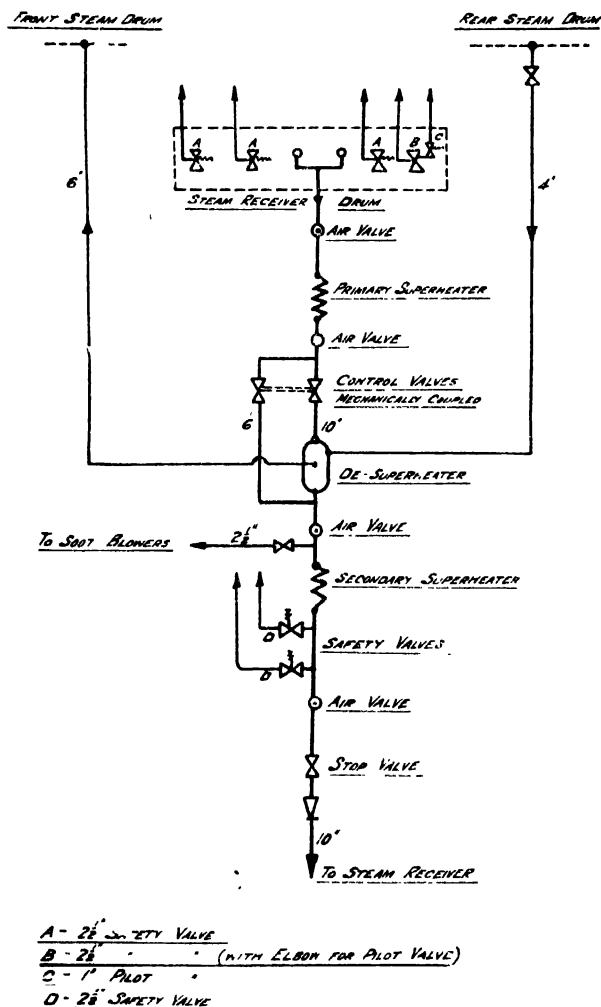 FRONT STEAM DRUM
REAR STEAM DRUM
A
A
A
B
C
6"
4"
STEAM RECEIVER DRUM
AIR VALVE
PRIMARY SUPERHEATER
AIR VALVE
CONTROL VALVES
MECHANICALLY COUPLED
6"
10"
DE-SUPERHEATER
AIR VALVE
TO SOOT BLOWERS
2½"
SECONDARY SUPERHEATER
D
SAFETY VALVES
D
AIR VALVE
STOP VALVE
10"
TO STEAM RECEIVER
A - 2½" VALVE
B - 2½" " " (WITH ELBOW FOR PILOT VALVE)
C - 1" PILOT "
D - 2½" SAFETY VALVE